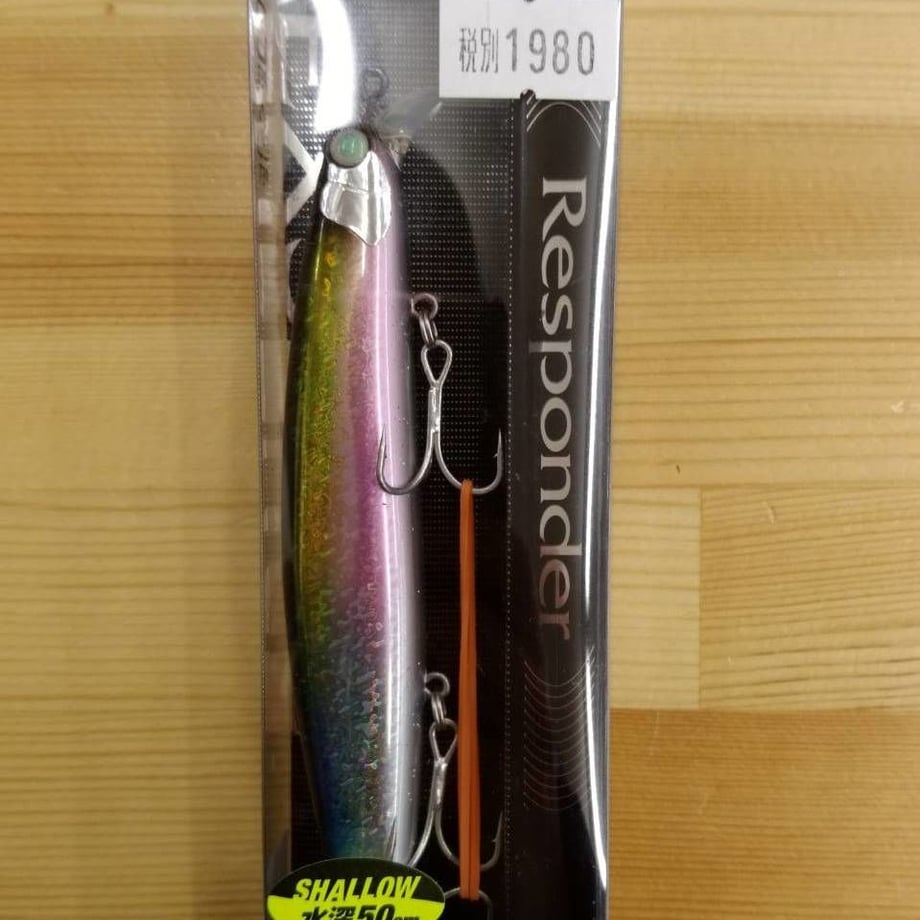 税別1980
Responder
SHALLOW
水深50cm